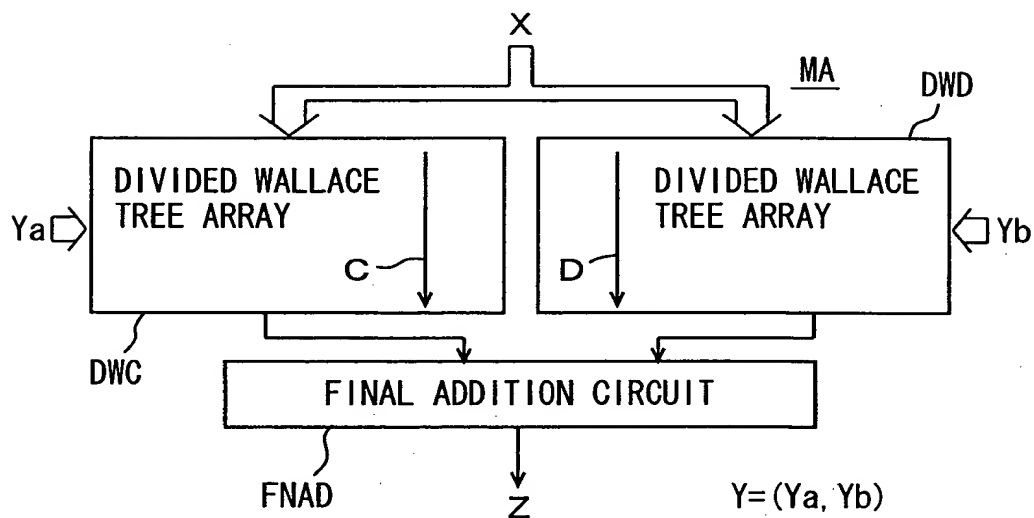 X
MA
DWD
DIVIDED WALLACE
TREE ARRAY
DIVIDED WALLACE
TREE ARRAY
Ya
Yb
C
D
DWC
FINAL ADDITION CIRCUIT
FNAD
Z
Y=(Ya, Yb)